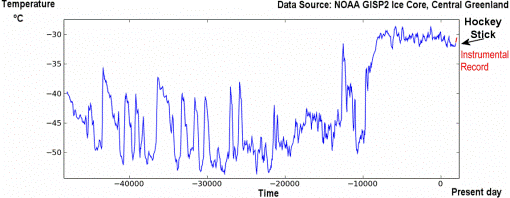 Temperature
Data Source: NOAA GISP2 Ice Core, Central Greenland
°C
Hockey
Stick
Instrumental
Record
−30
−35
−40
−45
−50
−40000
−30000
−20000
−10000
0
Time
Present day